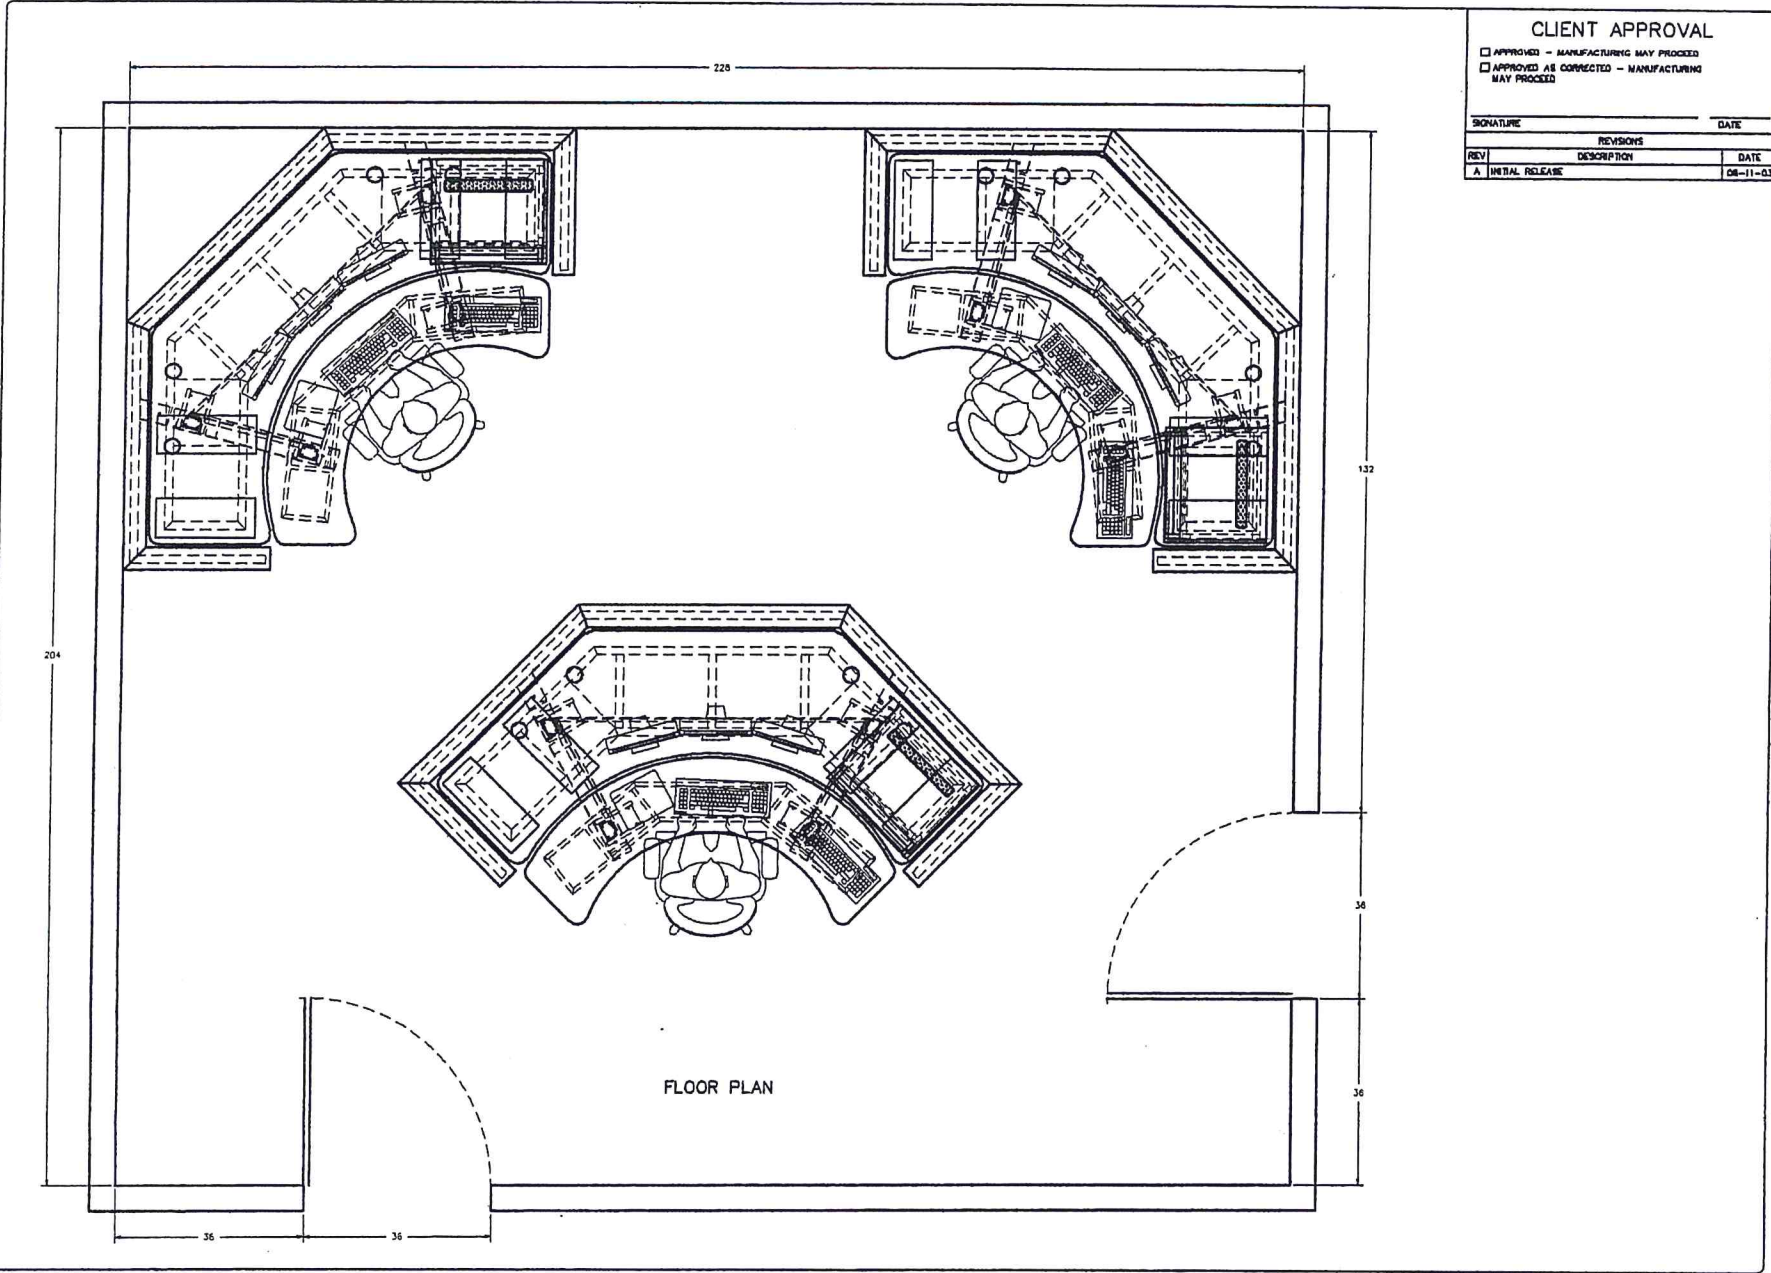 CLIENT APPROVAL
APPROVED - MANUFACTURING MAY PROCEED
APPROVED AS CORRECTED - MANUFACTURING
MAY PROCEED
SIGNATURE DATE
REVISIONS
REV DESCRIPTION DATE
A INITIAL RELEASE
228
132
204
36
36
FLOOR PLAN
36 36